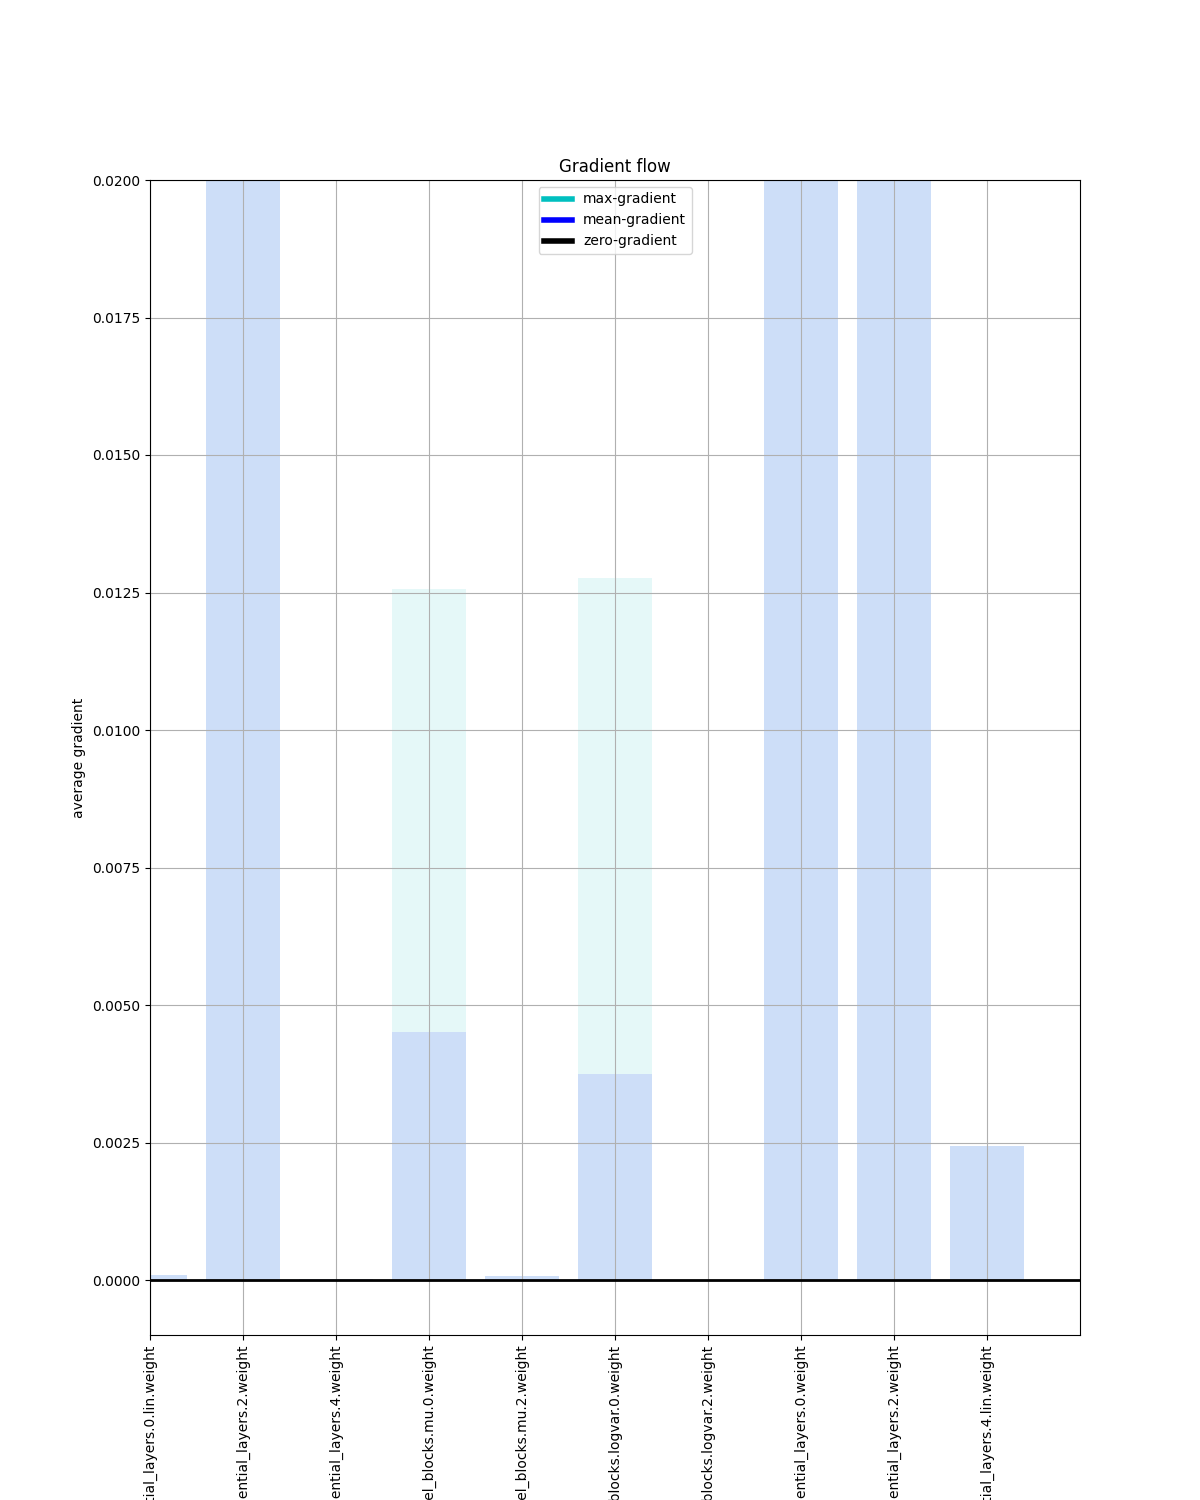 Gradient flow
max-gradient
mean-gradient
zero-gradient
0.0200
0.0175
0.0150
0.0125
0.0100
0.0075
0.0050
0.0025
0.0000
average gradient
tial_layers.0.lin.weight
ential_layers.2.weight
ential_layers.4.weight
el_blocks.mu.0.weight
el_blocks.mu.2.weight
blocks.logvar.0.weight
blocks.logvar.2.weight
ential_layers.0.weight
ential_layers.2.weight
tial_layers.4.lin.weight